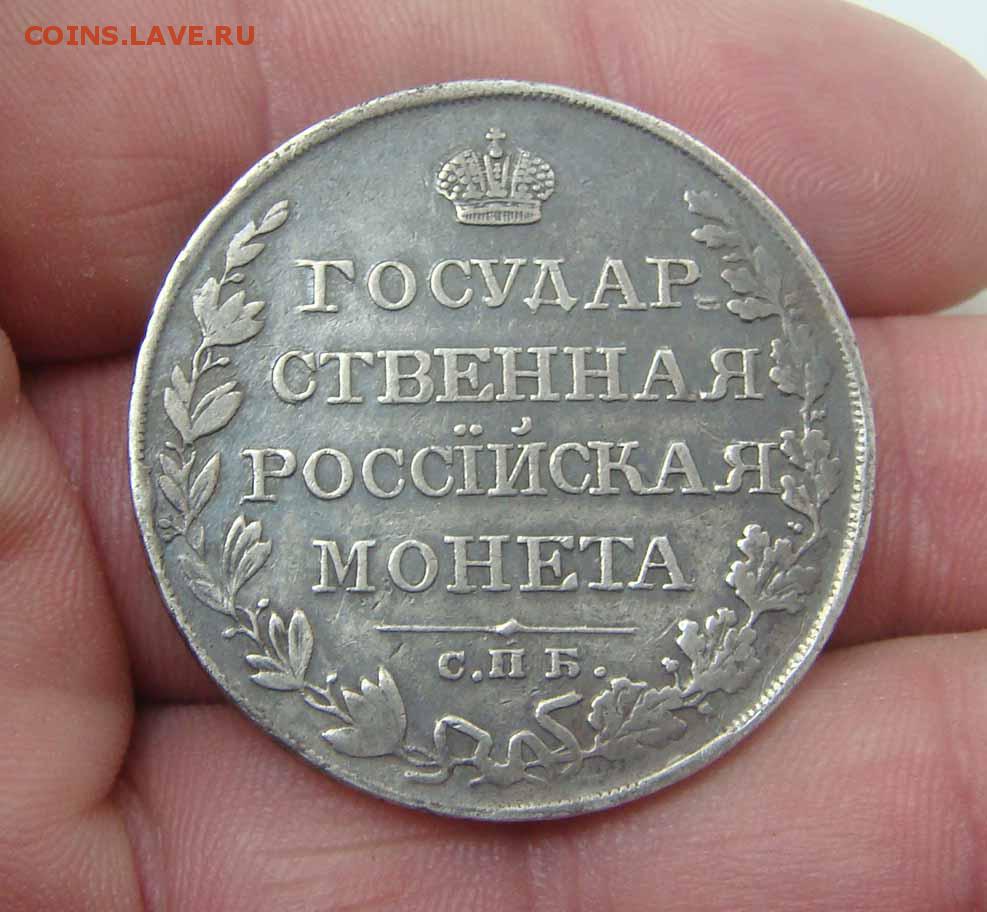 COINS.LAVE.RU
ГОСУДАР-
СТВЕННАЯ
РОССІЙСКАЯ
МОНЕТА
С.П Б.